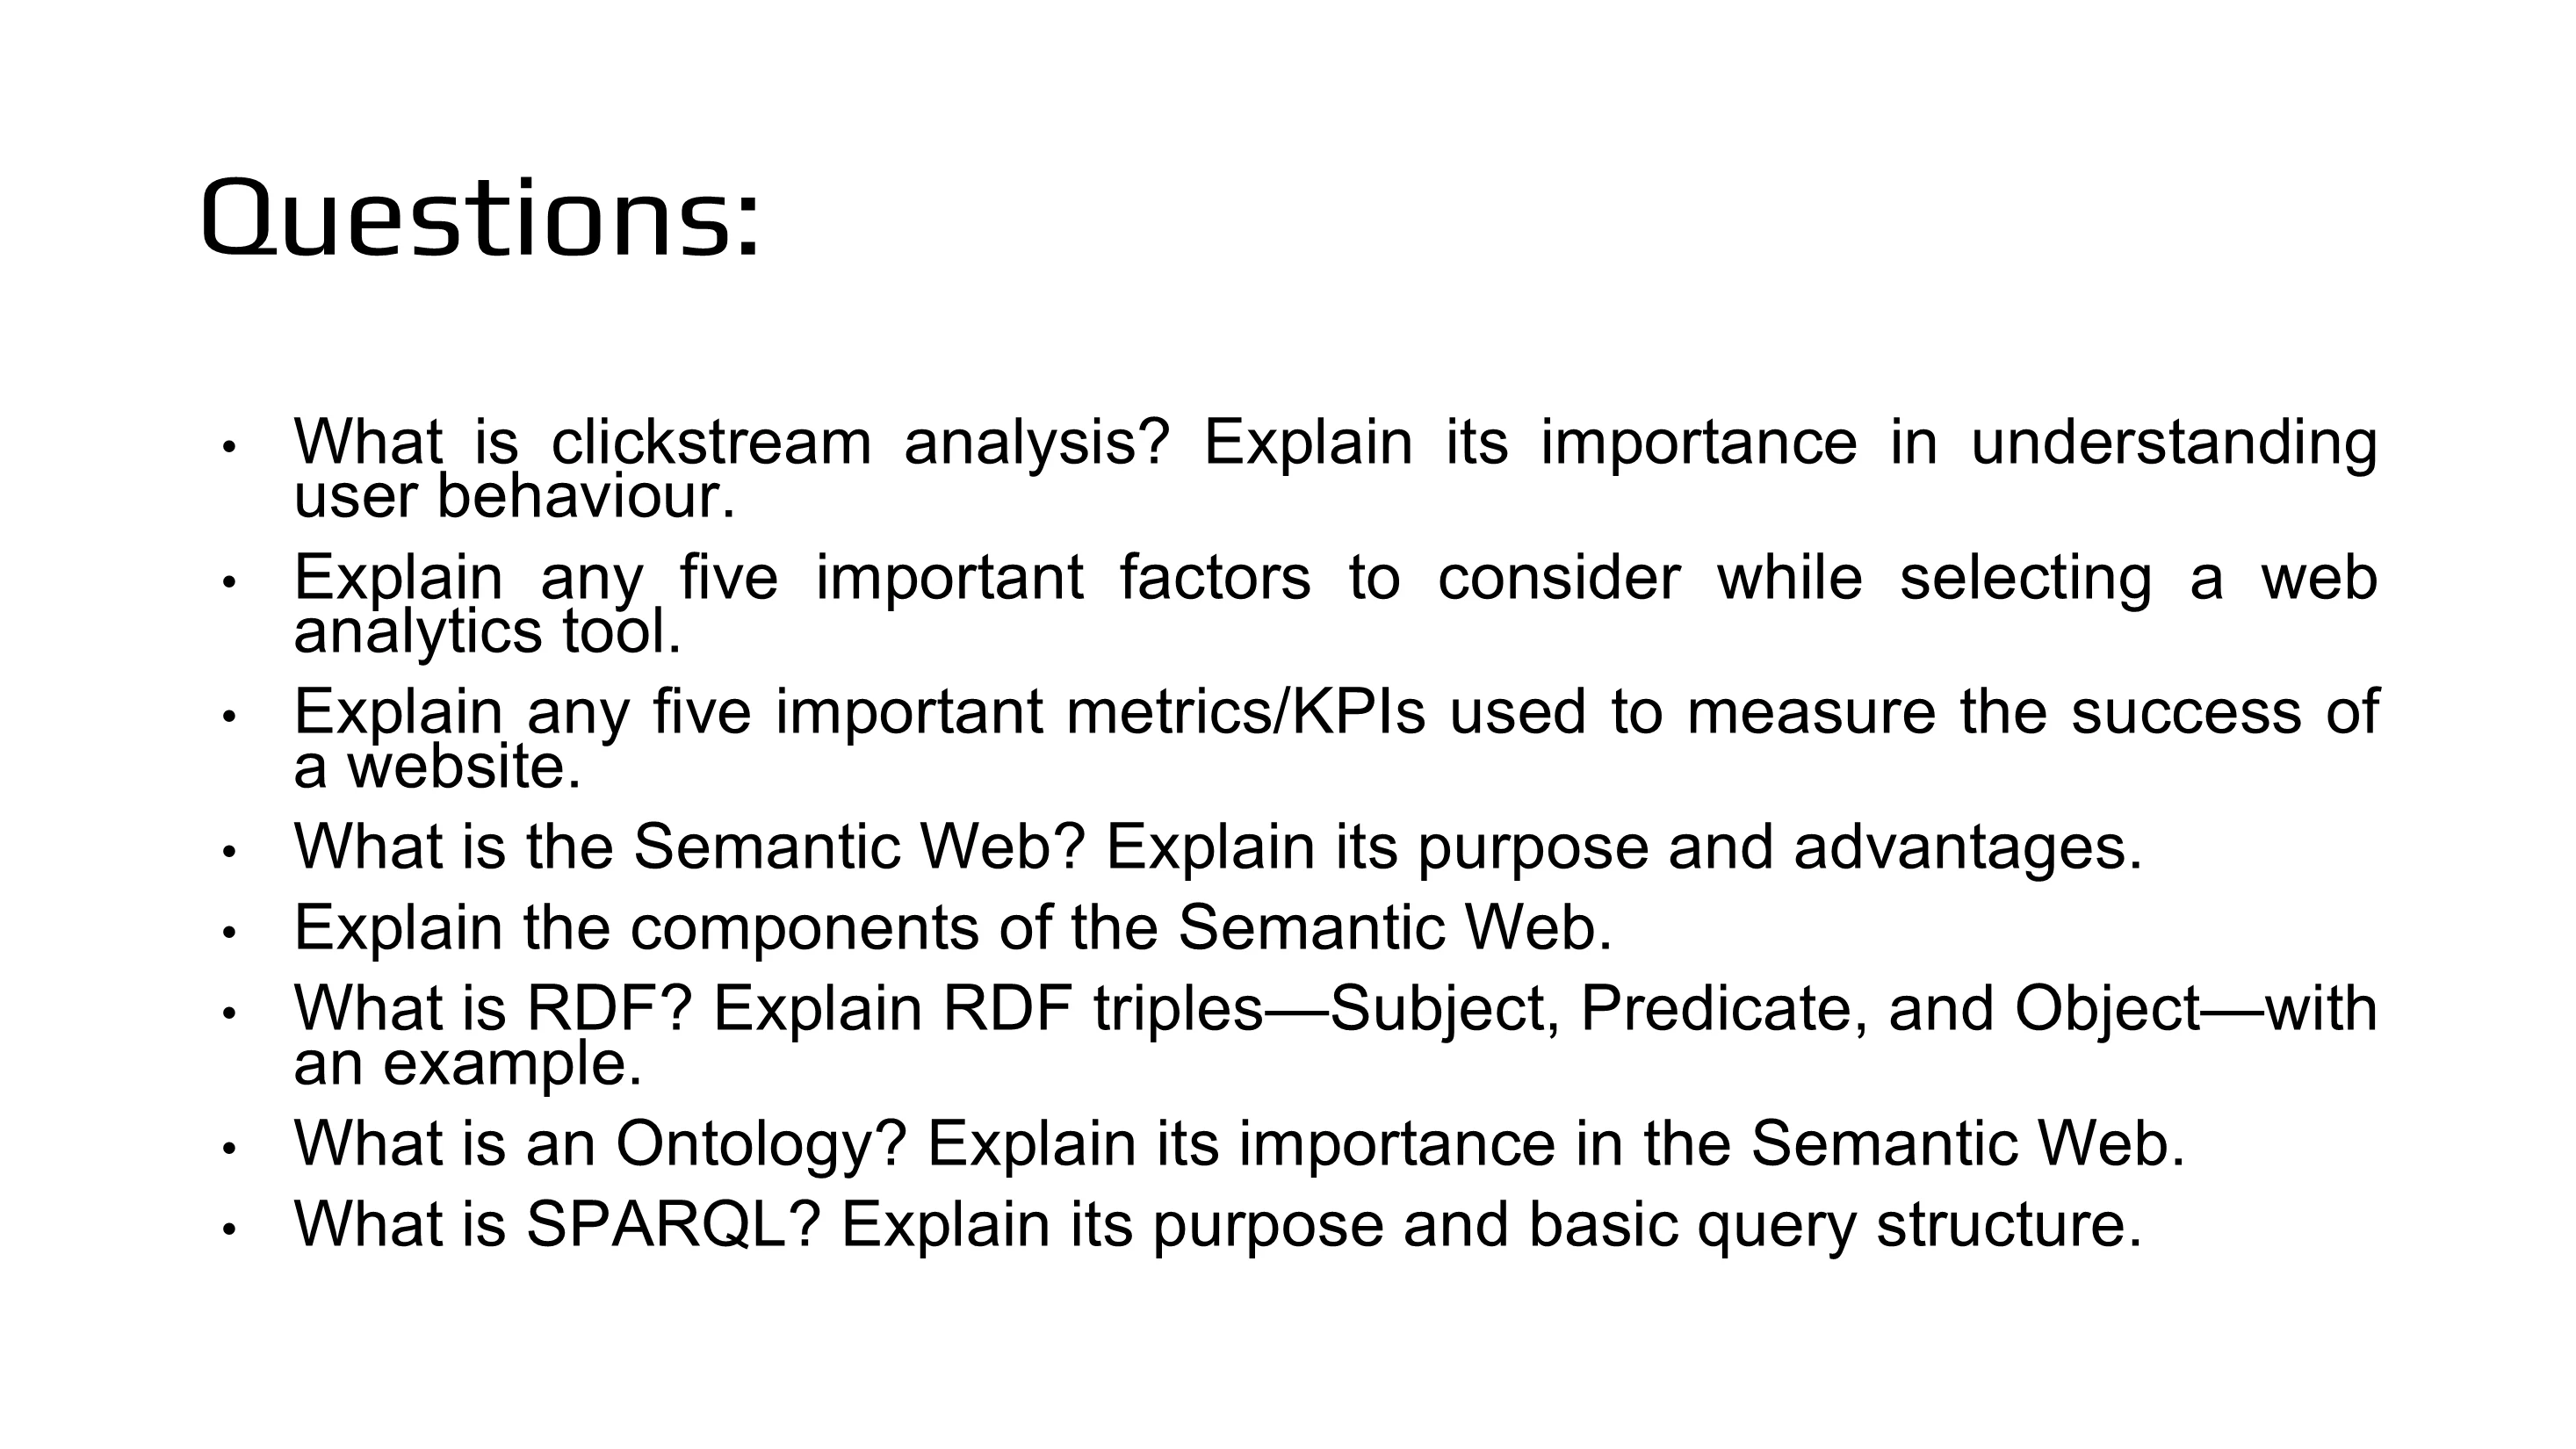 Questions:
• What is clickstream analysis? Explain its importance in understanding
user behaviour.
• Explain any five important factors to consider while selecting a web
analytics tool.
• Explain any five important metrics/KPIs used to measure the success of
a website.
• What is the Semantic Web? Explain its purpose and advantages.
• Explain the components of the Semantic Web.
• What is RDF? Explain RDF triples—Subject, Predicate, and Object—with
an example.
• What is an Ontology? Explain its importance in the Semantic Web.
• What is SPARQL? Explain its purpose and basic query structure.